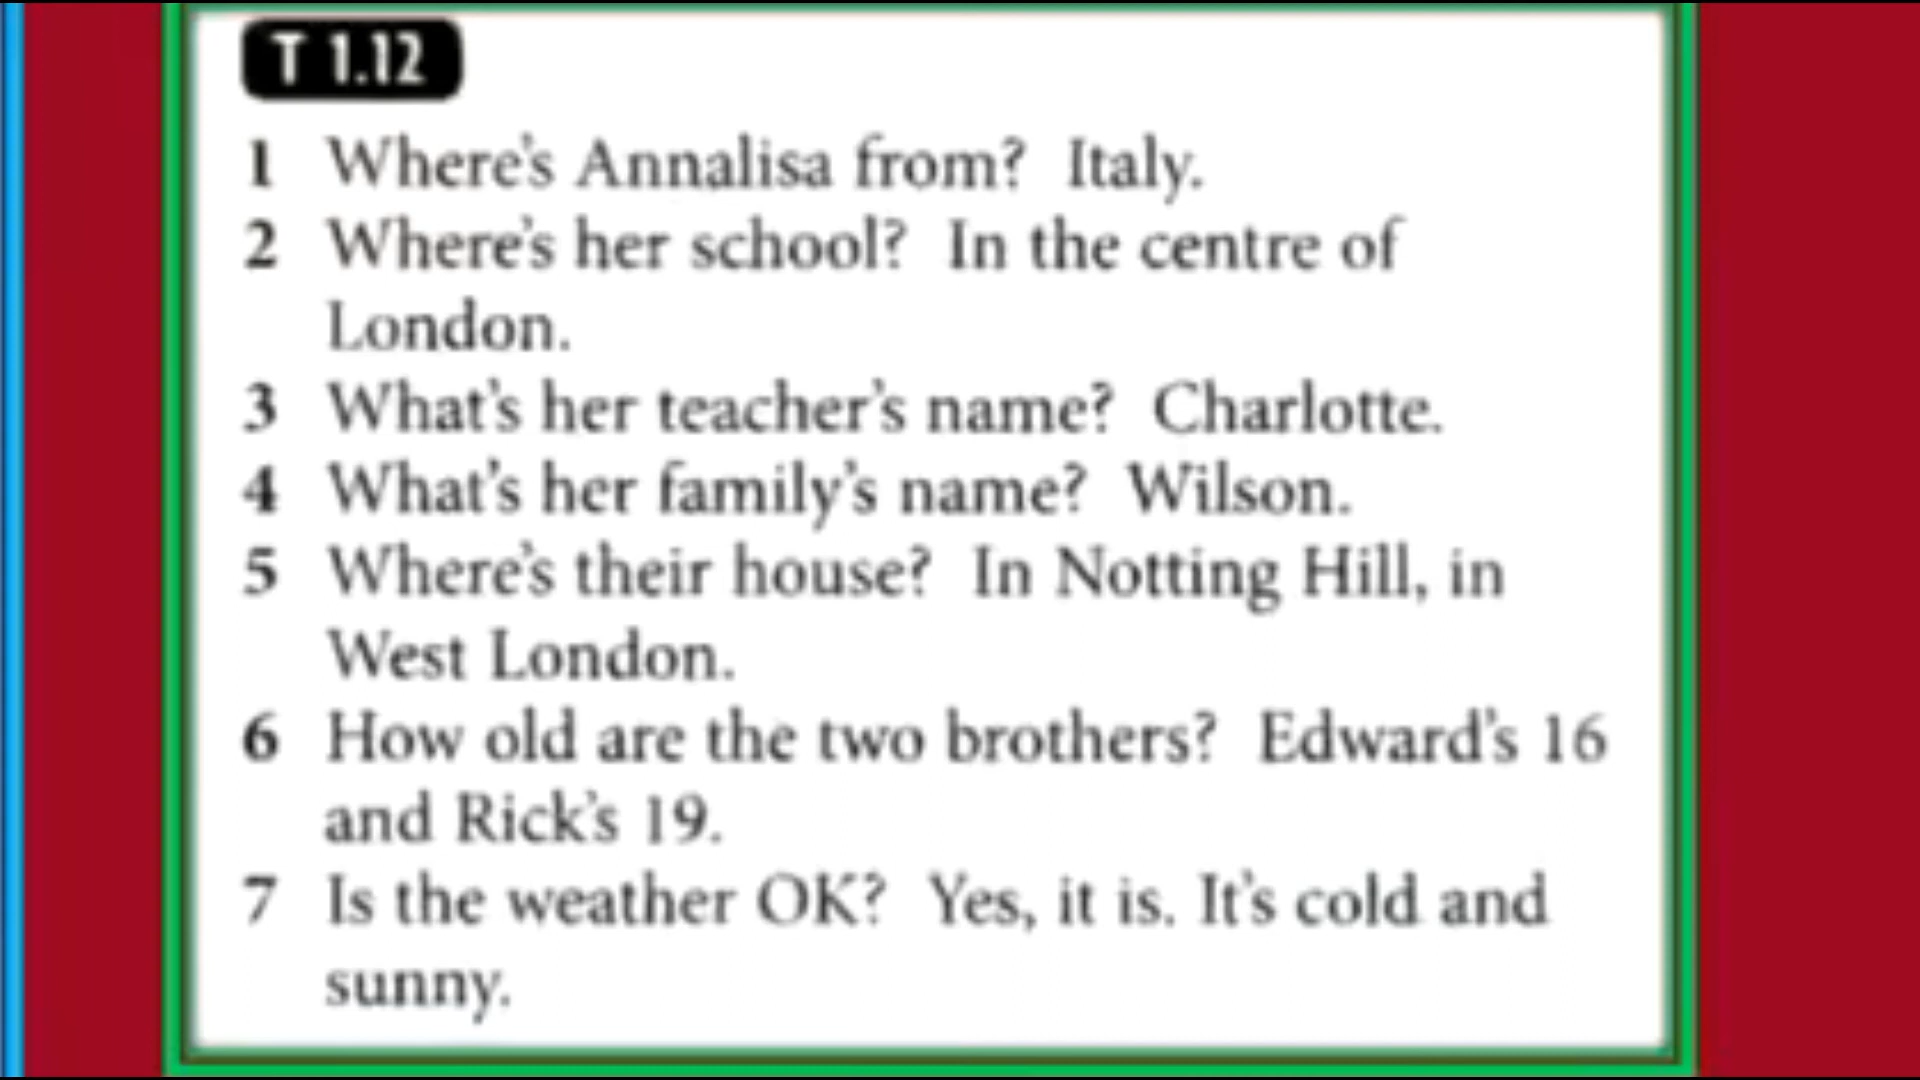 T 1.12
1 Where's Annalisa from? Italy.
2 Where's her school? In the centre of
London.
3 What's her teacher's name? Charlotte.
4 What's her family's name? Wilson.
5 Where's their house? In Notting Hill, in
West London.
6 How old are the two brothers? Edward's 16
and Rick's 19.
7 Is the weather OK? Yes, it is. It's cold and
sunny.